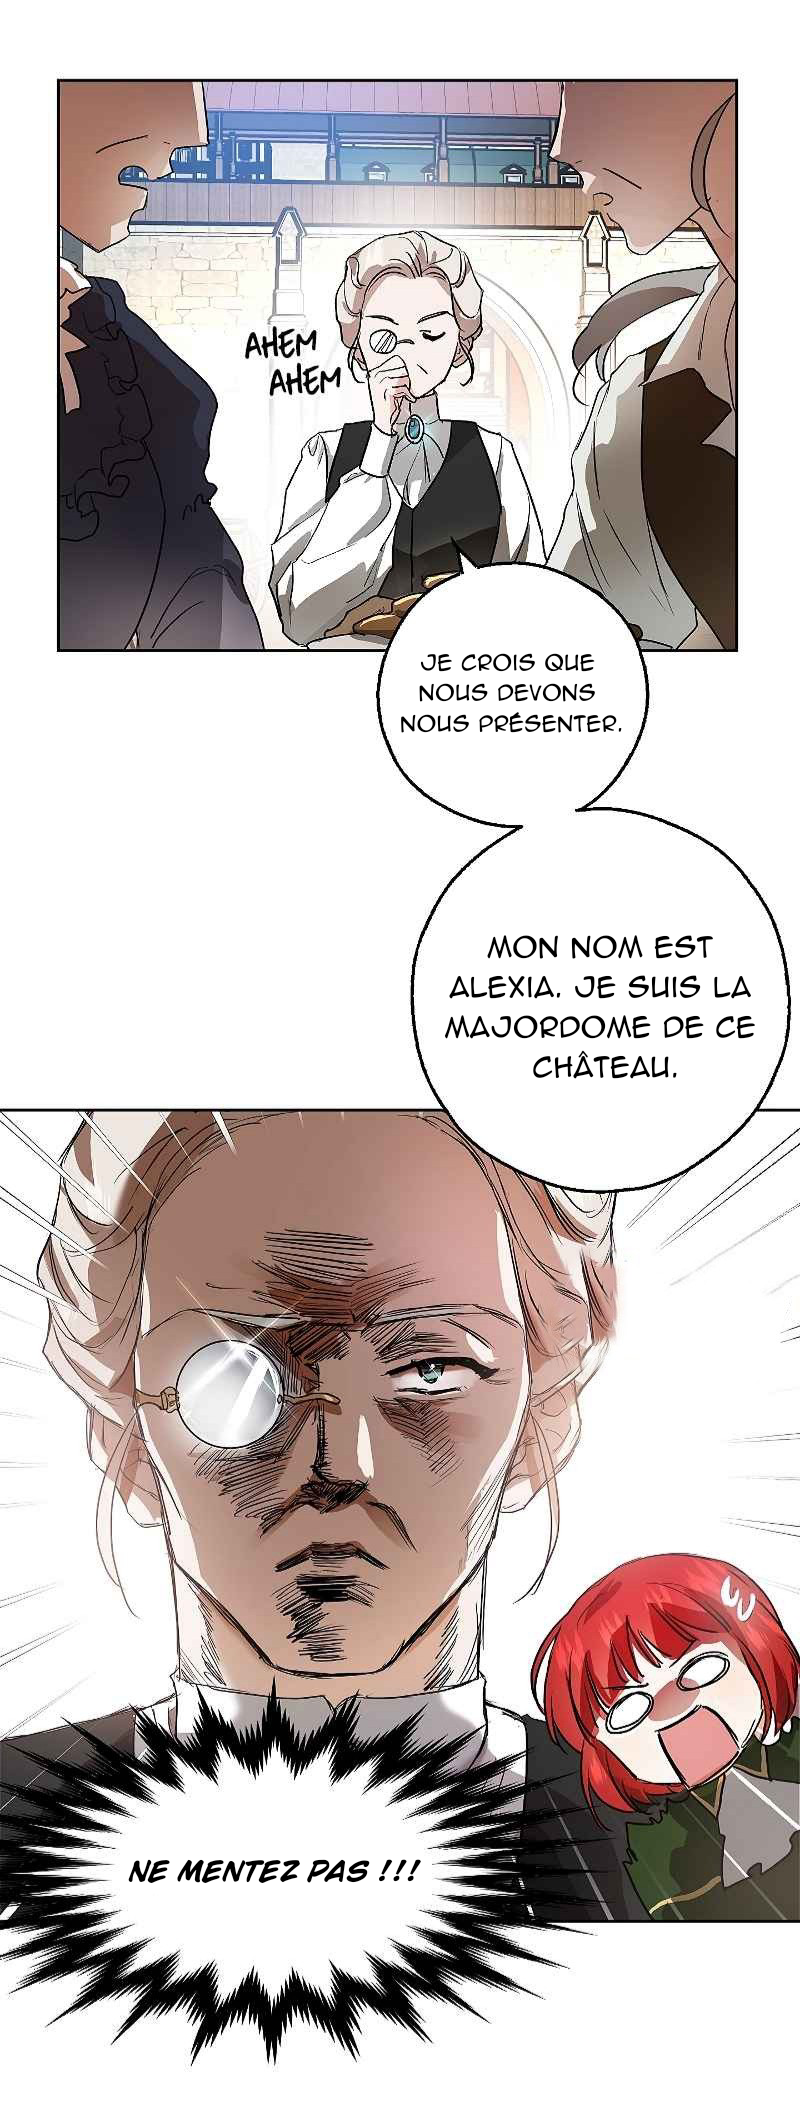 AHEM
AHEM
JE CROIS QUE
NOUS DEVONS
NOUS PRÉSENTER.
MON NOM EST
ALEXIA. JE SUIS LA
MAJORDOME DE CE
CHÂTEAU.
NE MENTEZ PAS !!!